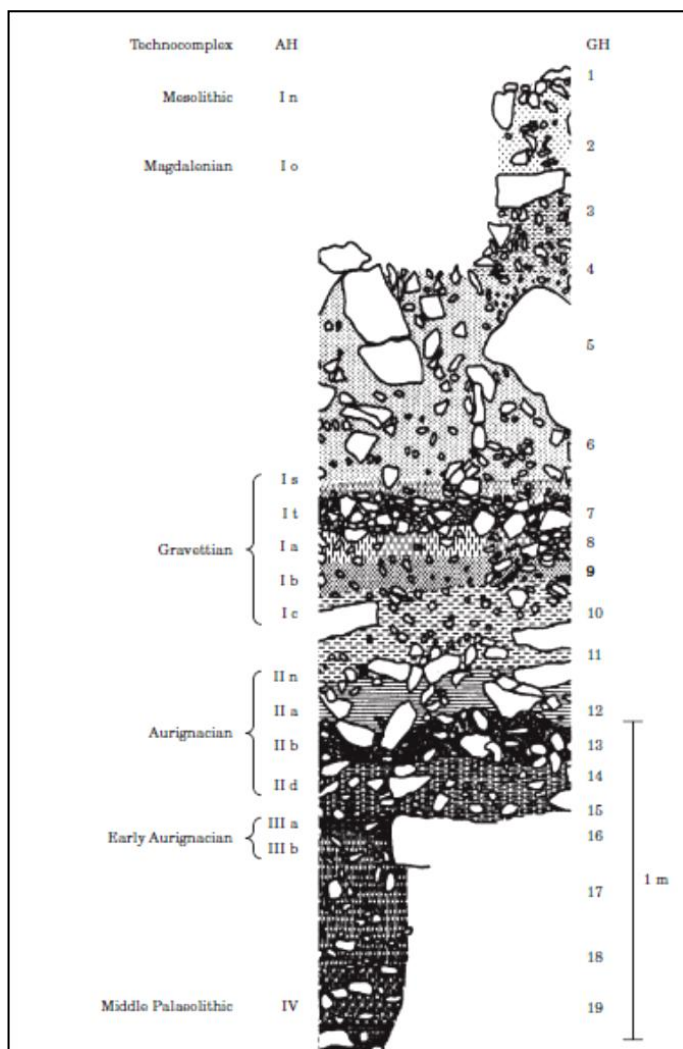 Technocomplex AH GH
1
Mesolithic I n
2
Magdalenian I o
3
4
5
6
I s
I t 7
Gravettian I a 8
9
I b
I c 10
11
II n
II a 12
Aurignacian II b 13
14
II d
15
III a
Early Aurignacian 16
III b
1 m
17
18
Middle Palaeolithic IV 19